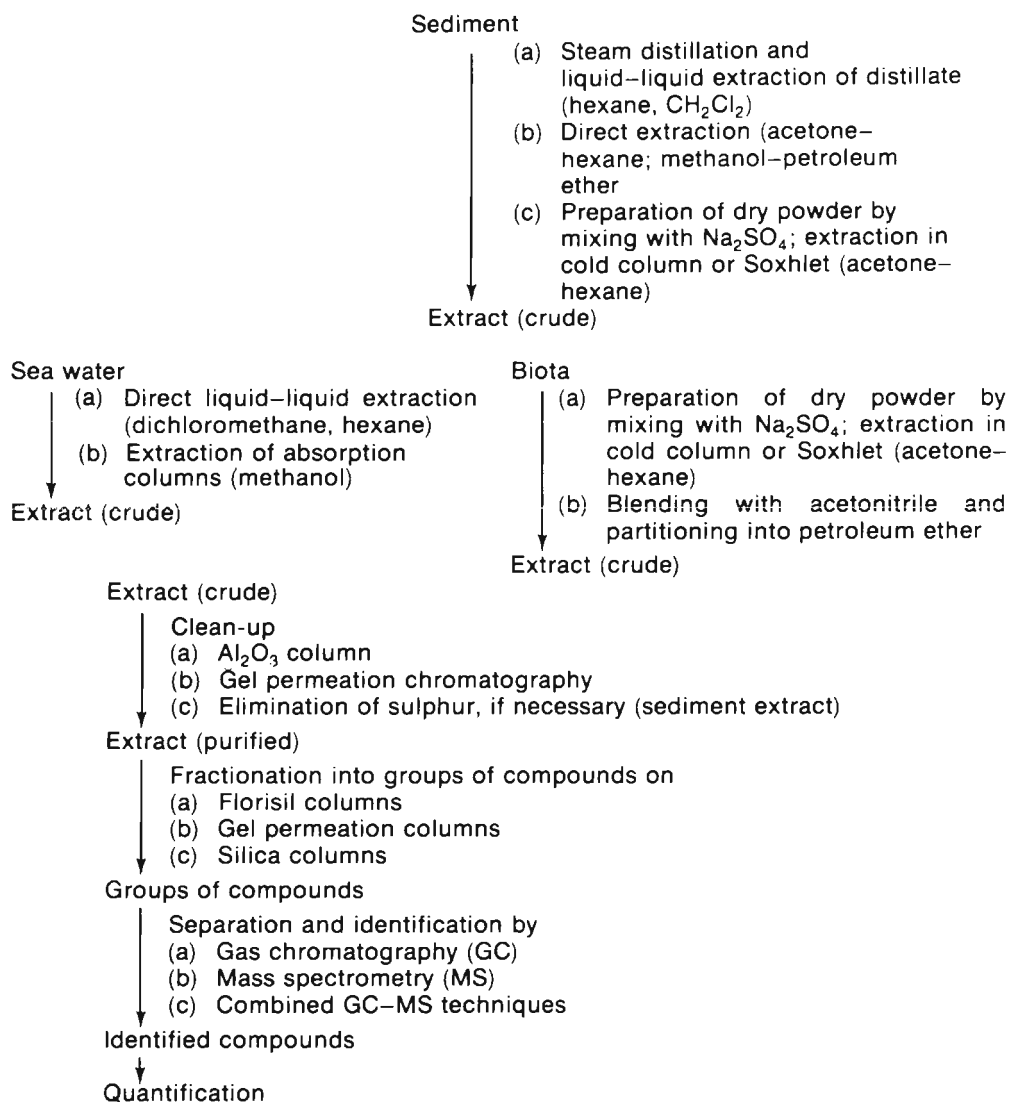 Sediment
(a) Steam distillation and
liquid–liquid extraction of distillate
(hexane, CH₂Cl₂)
(b) Direct extraction (acetone–
hexane; methanol–petroleum
ether
(c) Preparation of dry powder by
mixing with Na₂SO₄; extraction in
cold column or Soxhlet (acetone–
hexane)
Extract (crude)
Sea water
(a) Direct liquid–liquid extraction
(dichloromethane, hexane)
(b) Extraction of absorption
columns (methanol)
Extract (crude)
Biota
(a) Preparation of dry powder by
mixing with Na₂SO₄; extraction in
cold column or Soxhlet (acetone–
hexane)
(b) Blending with acetonitrile and
partitioning into petroleum ether
Extract (crude)
Extract (crude)
Clean-up
(a) Al₂O₃ column
(b) Gel permeation chromatography
(c) Elimination of sulphur, if necessary (sediment extract)
Extract (purified)
Fractionation into groups of compounds on
(a) Florisil columns
(b) Gel permeation columns
(c) Silica columns
Groups of compounds
Separation and identification by
(a) Gas chromatography (GC)
(b) Mass spectrometry (MS)
(c) Combined GC–MS techniques
Identified compounds
Quantification